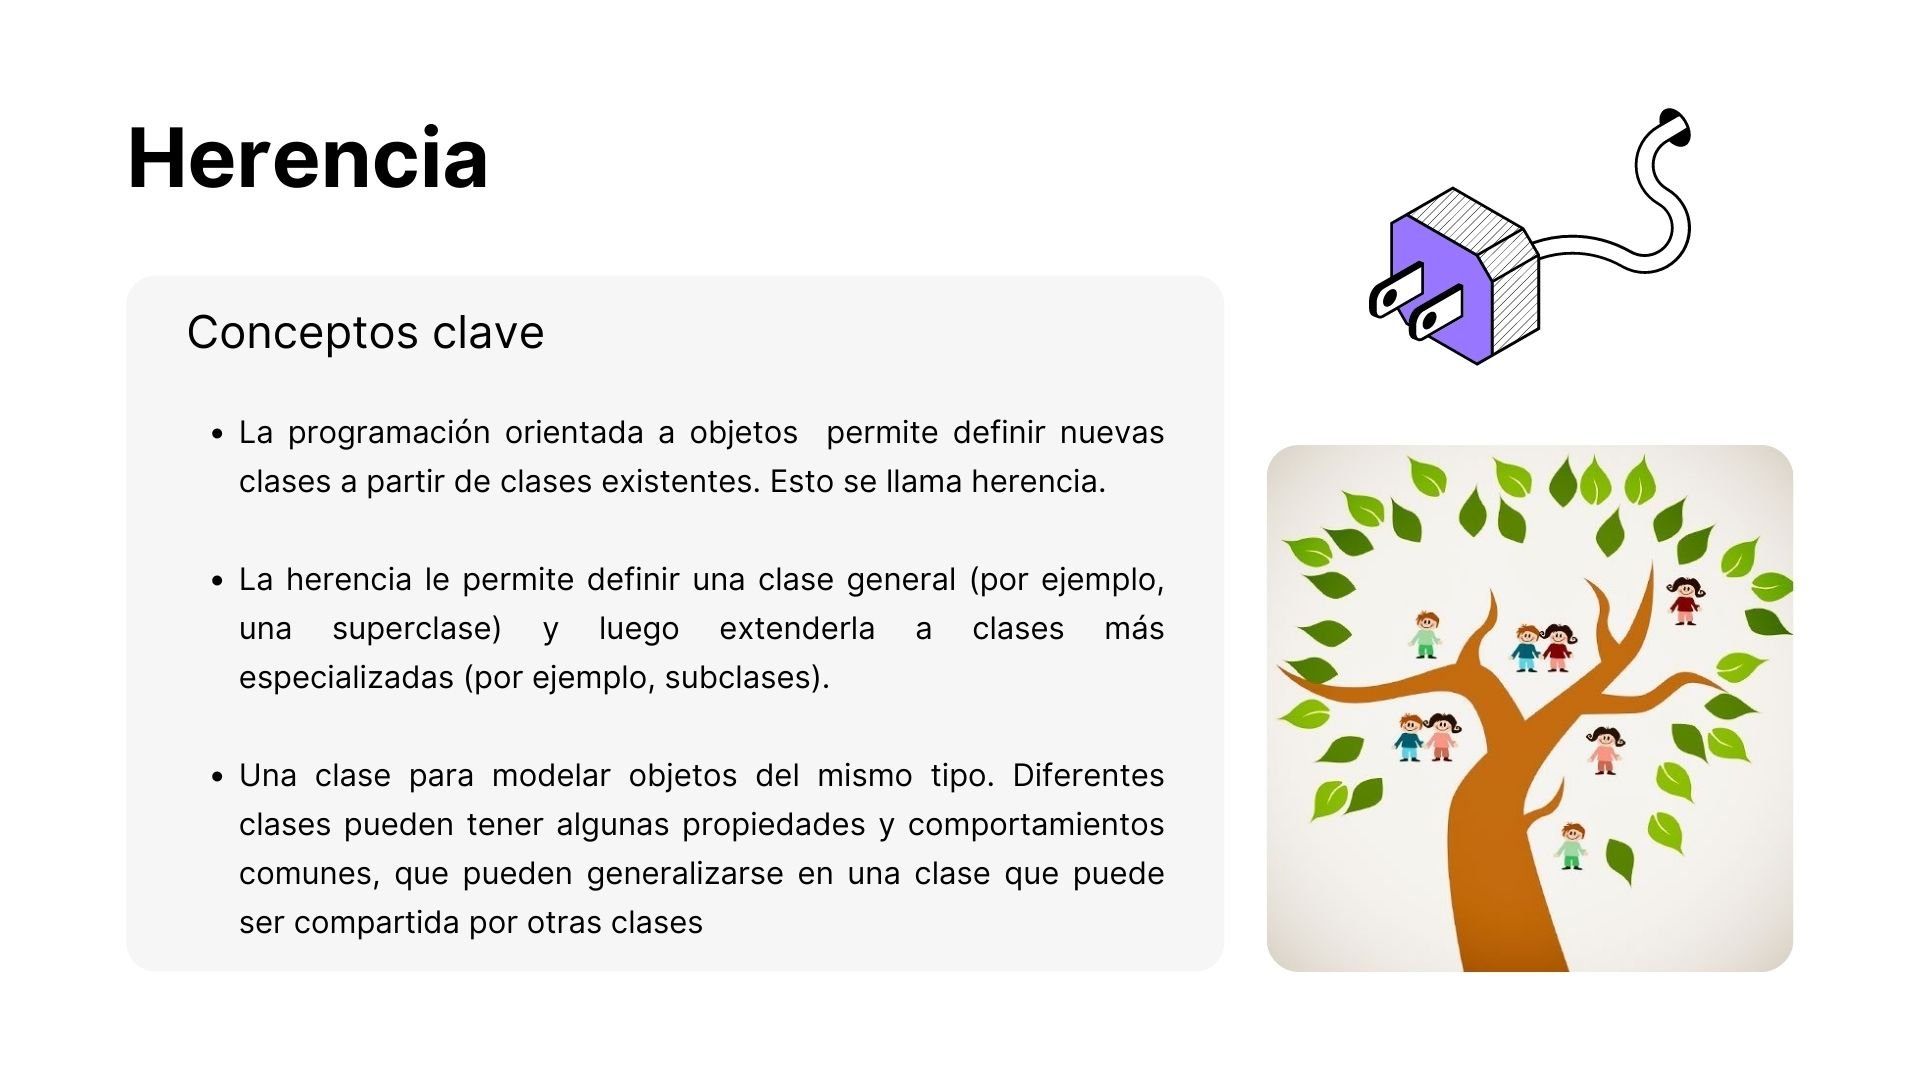 Herencia
Conceptos clave
• La programación orientada a objetos  permite definir nuevas
clases a partir de clases existentes. Esto se llama herencia.
• La herencia le permite definir una clase general (por ejemplo,
una superclase) y luego extenderla a clases más
especializadas (por ejemplo, subclases).
• Una clase para modelar objetos del mismo tipo. Diferentes
clases pueden tener algunas propiedades y comportamientos
comunes, que pueden generalizarse en una clase que puede
ser compartida por otras clases